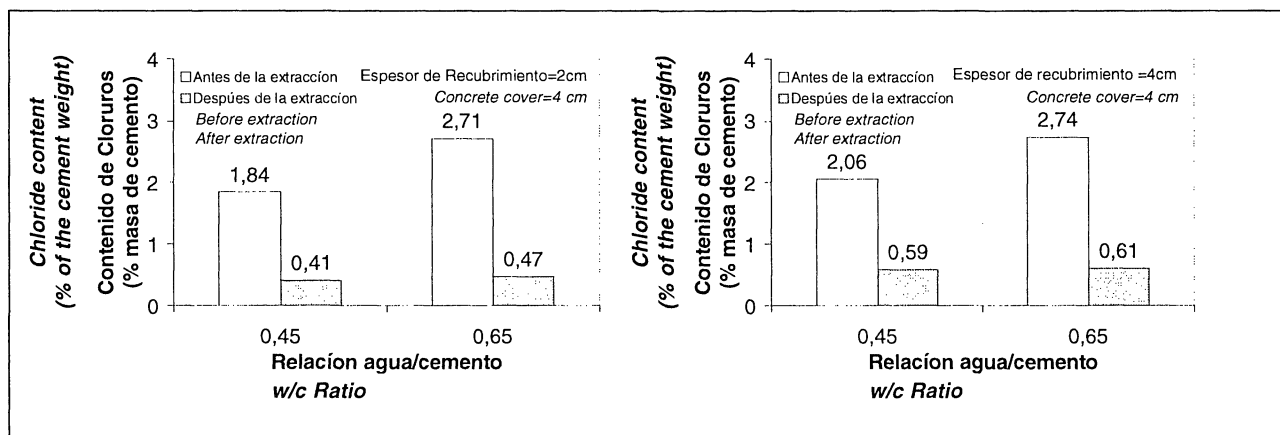 Chloride content
(% of the cement weight)
Contenido de Cloruros
(% masa de cemento)
4
3
2
1
0
Antes de la extraccíon
Despúes de la extraccíon
Before extraction
After extraction
Espesor de Recubrimiento=2cm
Concrete cover=4 cm
1,84
0,41
2,71
0,47
0,45
0,65
Relacíon agua/cemento
w/c Ratio
Chloride content
(% of the cement weight)
Contenido de Cloruros
(% masa de cemento)
4
3
2
1
0
Antes de la extraccíon
Despúes de la extraccíon
Before extraction
After extraction
Espesor de recubrimiento =4cm
Concrete cover=4 cm
2,06
0,59
2,74
0,61
0,45
0,65
Relacíon agua/cemento
w/c Ratio